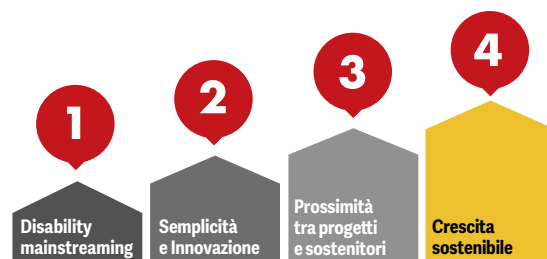 1
Disability
mainstreaming
2
Semplicità
e Innovazione
3
Prossimità
tra progetti
e sostenitori
4
Crescita
sostenibile